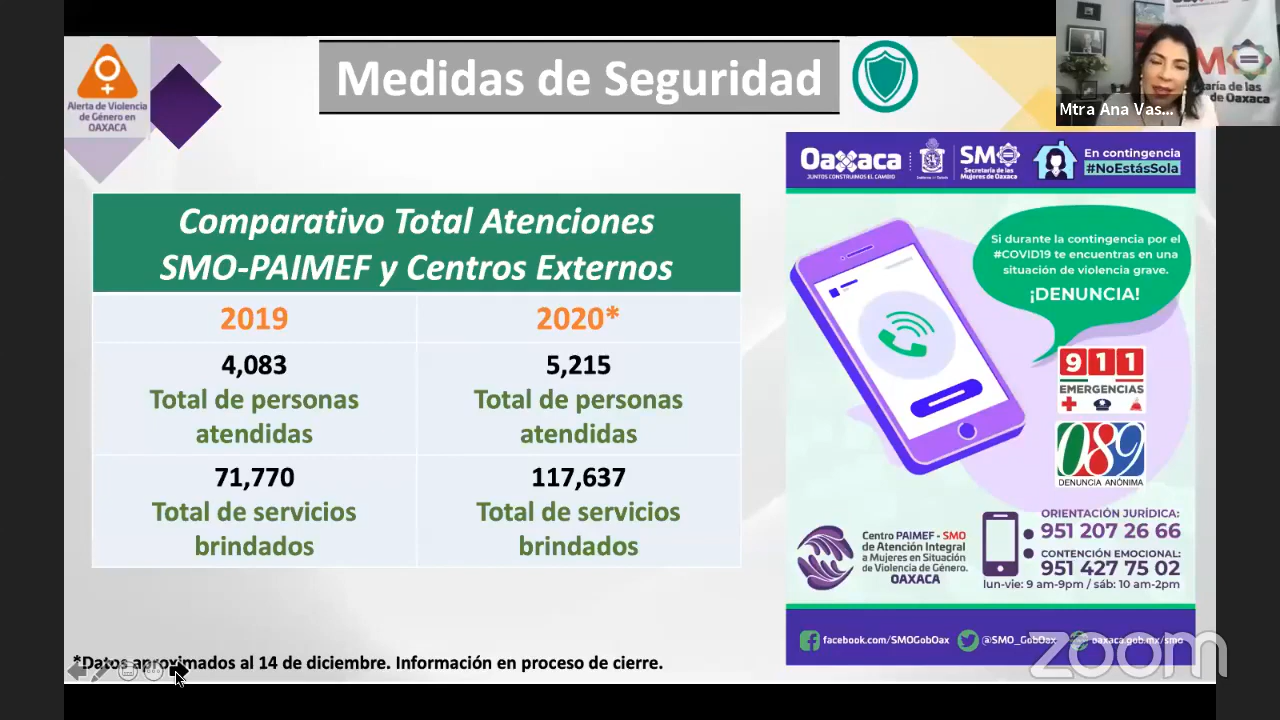 Alerta de Violencia
de Género en
OAXACA
Medidas de Seguridad
Mtra Ana Vas...
Comparativo Total Atenciones
SMO-PAIMEF y Centros Externos
2019
2020*
4,083
Total de personas
atendidas
5,215
Total de personas
atendidas
71,770
Total de servicios
brindados
117,637
Total de servicios
brindados
*Datos aproximados al 14 de diciembre. Información en proceso de cierre.
Oaxaca
JUNTOS CONSTRUIMOS EL CAMBIO
SMO
Secretaría de las
Mujeres de Oaxaca
En contingencia
#NoEstásSola
Si durante la contingencia por el
#COVID19 te encuentras en una
situación de violencia grave.
¡DENUNCIA!
911
EMERGENCIAS
089
DENUNCIA ANÓNIMA
Centro PAIMEF - SMO
de Atención Integral
a Mujeres en Situación
de Violencia de Género.
OAXACA
ORIENTACIÓN JURÍDICA:
951 207 26 66
CONTENCIÓN EMOCIONAL:
951 427 75 02
lun-vie: 9 am-9pm / sáb: 10 am-2pm
facebook.com/SMOGobOax
@SMO_GobOax
oaxaca.gob.mx/smo
zoom